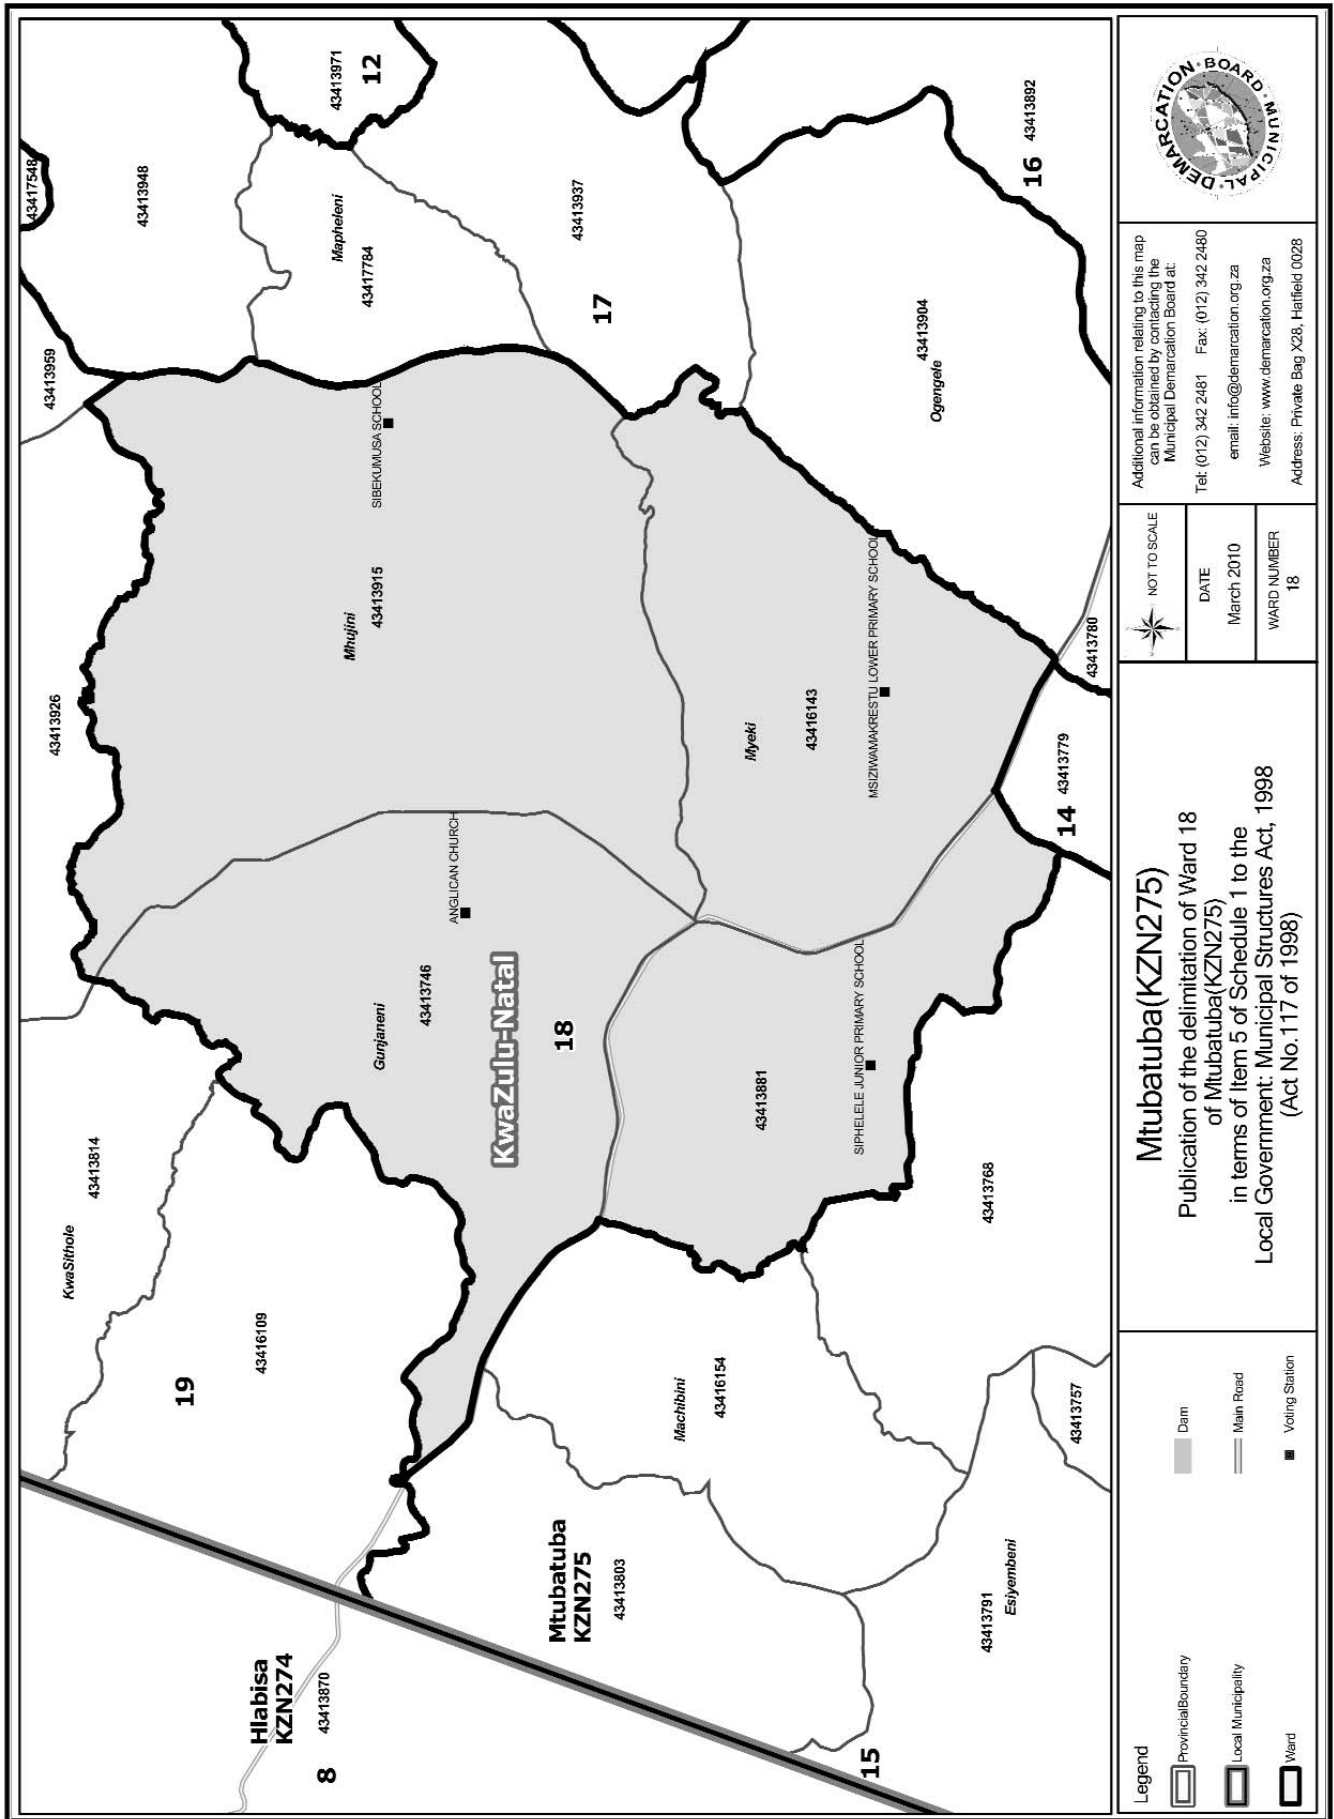 Hlabisa
KZN274
8
43413870
19
KwaSithole
43413814
43416109
43413926
43413959
43417548
43413948
43413971
12
Mapheleni
43417784
43413937
17
Mhujini
43413915
SIBEKUMUSA SCHOOL
Gunjaneni
43413746
ANGLICAN CHURCH
KwaZulu-Natal
18
Mtubatuba
KZN275
43413803
Machibini
43416154
43413881
SIPHELELE JUNIOR PRIMARY SCHOOL
Myeki
43416143
MSIZIWAMAKRESTU LOWER PRIMARY SCHOOL
43413904
Ogengele
16
43413892
15
43413791
Esiyembeni
43413757
43413768
14
43413779
43413780
Legend
ProvincialBoundary
Local Municipality
Ward
Dam
Main Road
Voting Station
Mtubatuba(KZN275)
Publication of the delimitation of Ward 18
of Mtubatuba(KZN275)
in terms of Item 5 of Schedule 1 to the
Local Government: Municipal Structures Act, 1998
(Act No.117 of 1998)
NOT TO SCALE
DATE
March 2010
WARD NUMBER
18
Additional information relating to this map
can be obtained by contacting the
Municipal Demarcation Board at:
Tel: (012) 342 2481 Fax: (012) 342 2480
email: info@demarcation.org.za
Website: www.demarcation.org.za
Address: Private Bag X28, Hatfield 0028
MUNICIPAL · DEMARCATION · BOARD ·